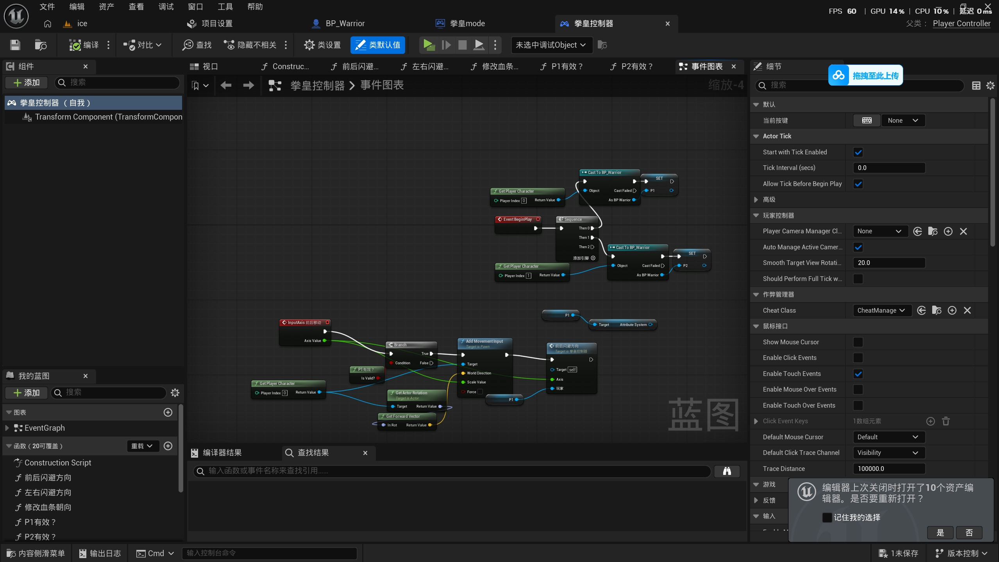 文件 编辑 资产 查看 调试 窗口 工具 帮助
FPS 60 | GPU 14% | CPU 10% | 延迟 0ms
ice 项目设置 BP_Warrior 拳皇mode 拳皇控制器
父类： Player Controller
编译 对比 查找 隐藏不相关 类设置 类默认值 未选中调试Object
组件
添加 搜索
拳皇控制器（自我）
Transform Component (TransformCompon
我的蓝图
添加 搜索
图表
EventGraph
函数（20可覆盖） 重载
Construction Script
前后闪避方向
左右闪避方向
修改血条朝向
P1有效？
P2有效？
视口 Construc... 前后闪避... 左右闪避... 修改血条... P1有效？ P2有效？ 事件图表
拳皇控制器 > 事件图表 缩放-4
Cast To BP_Warrior
Object Cast Failed
As BP Warrior
SET
P1
Get Player Character
Player Index 0 Return Value
Event BeginPlay
Sequence
Then 0
Then 1
Then 2
添加引脚
Cast To BP_Warrior
Object Cast Failed
As BP Warrior
SET
P2
Get Player Character
Player Index 1 Return Value
P1
Target Attribute System
InputAxis 前后移动
Axis Value
Branch
True
Condition False
P1有效？
Is Valid?
Get Player Character
Player Index 0 Return Value
Add Movement Input
Target is Pawn
Target
World Direction
Scale Value
Force
前后闪避方向
Target is 拳皇控制器
Target self
Axis
玩家
P1
Get Actor Rotation
Target is Actor
Target Return Value
Get Forward Vector
In Rot Return Value
蓝图
编译器结果 查找结果
输入函数或事件名称来查找引用......
细节
拖拽至此上传
搜索
默认
当前按键 None
Actor Tick
Start with Tick Enabled
Tick Interval (secs) 0.0
Allow Tick Before Begin Play
高级
玩家控制器
Player Camera Manager Cl... None
Auto Manage Active Camer...
Smooth Target View Rotati... 20.0
Should Perform Full Tick w...
作弊管理器
Cheat Class CheatManage
鼠标接口
Show Mouse Cursor
Enable Click Events
Enable Touch Events
Enable Mouse Over Events
Enable Touch Over Events
Click Event Keys 1数组元素
Default Mouse Cursor Default
Default Click Trace Channel Visibility
Trace Distance 100000.0
游戏
反馈
输入
编辑器上次关闭时打开了10个资产编
辑器。是否要重新打开？
记住我的选择
是 否
内容侧滑菜单 输出日志 Cmd 输入控制台命令 1未保存 版本控制